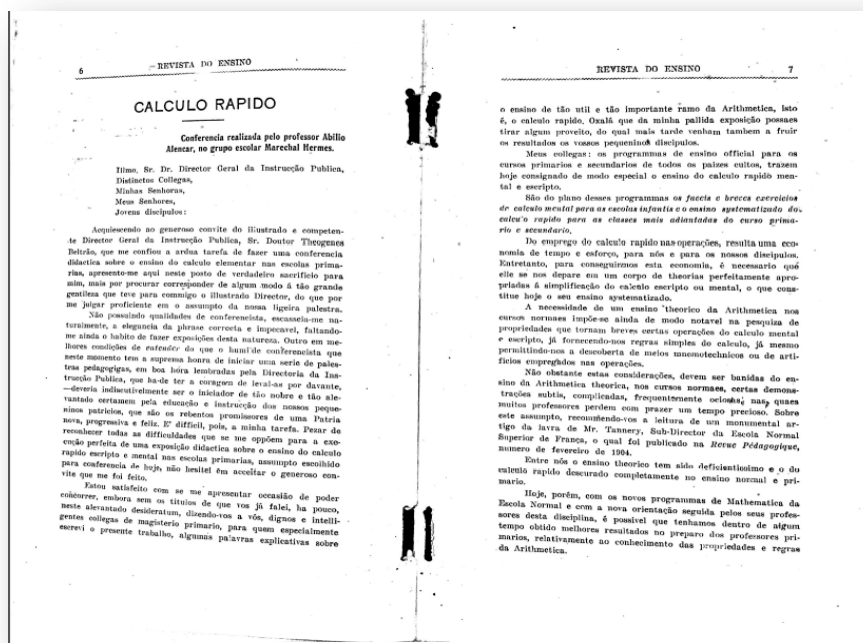 6
REVISTA DO ENSINO
CALCULO RAPIDO
Conferencia realizada pelo professor Abilio
Alencar, no grupo escolar Marechal Hermes.
Illmo. Sr. Dr. Director Geral da Instrucção Publica,
Distinctos Collegas,
Minhas Senhoras,
Meus Senhores,
Jovens discipulos:
Acquiescendo ao generoso convite do illustrado e competen-
te Director Geral da Instrucção Publica, Sr. Doutor Theogenes
Beltrão, que me confiou a ardua tarefa de fazer uma conferencia
didactica sobre o ensino do calculo elementar nas escolas prima-
rias, apresento-me aqui neste posto de verdadeiro sacrificio para
mim, mais por procurar corresponder de algum modo á tão grande
gentileza que teve para commigo o illustrado Director, do que por
me julgar proficiente em o assumpto da nossa ligeira palestra.
Não possuindo qualidades de conferencista, escasseia-me na-
turalmente, a elegancia da phrase correcta e impecavel, faltando-
me ainda o habito de fazer exposições desta natureza. Outro em me-
lhores condições de entender do que o humilde conferencista que
neste momento tem a suprema honra de iniciar uma serie de pales-
tras pedagogigas, em boa hora lembradas pela Directoria da Ins-
trucção Publica, que ha-de ter a coragem de leval-as por davante,
—deveria indiscutivelmente ser o iniciador de tão nobre e tão ale-
vantado certamen pela educação e instrucção dos nossos peque-
ninos patricios, que são os rebentos promissores de uma Patria
nova, progressiva e feliz. E' difficil, pois, a minha tarefa. Pezar de
reconhecer todas as difficuldades que se me oppõem para a exe-
cução perfeita de uma exposição didactica sobre o ensino do calculo
rapido escripto e mental nas escolas primarias, assumpto escolhido
para conferencia de hoje, não hesitei em acceitar o generoso con-
vite que me foi feito.
Estou satisfeito com se me apresentar occasião de poder
concorrer, embora sem os titulos de que vos já falei, ha pouco,
neste alevantado desideratum, dizendo-vos a vós, dignos e intelli-
gentes collegas de magisterio primario, para quem especialmente
escrevi o presente trabalho, algumas palavras explicativas sobre
REVISTA DO ENSINO
7
o ensino de tão util e tão importante ramo da Arithmetica, isto
é, o calculo rapido. Oxalá que da minha pallida exposição possaes
tirar algum proveito, do qual mais tarde venham tambem a fruir
os resultados os vossos pequeninos discipulos.
Meus collegas: os programmas de ensino official para os
cursos primarios e secundarios de todos os paizes cultos, trazem
hoje consignado de modo especial o ensino do calculo rapido men-
tal e escripto.
São do plano desses programmas os faceis e breves exercicios
de calculo mental para as escolas infantis e o ensino systematizado do
calculo rapido para as classes mais adiantadas do curso prima-
rio e secundario.
Do emprego do calculo rapido nas operações, resulta uma eco-
nomia de tempo e esforço, para nós e para os nossos discipulos.
Entretanto, para conseguirmos esta economia, é necesario que
elle se nos depare em um corpo de theorias perfeitamente apro-
priadas á simplificação do calculo escripto ou mental, o que cons-
titue hoje o seu ensino systematizado.
A necessidade de um ensino theorico da Arithmetica nos
cursos normaes impõe-se ainda de modo notavel na pesquiza de
propriedades que tornam breves certas operações do calculo mental
e escripto, já fornecendo-nos regras simples do calculo, já mesmo
permittindo-nos a descoberta de meios mnemotechnicos ou de arti-
ficios empregados nas operações.
Não obstante estas considerações, devem ser banidas do en-
sino da Arithmetica theorica, nos cursos normaes, certas demons-
trações subtis, complicadas, frequentemente ociosas, nas quaes
muitos professores perdem com prazer um tempo precioso. Sobre
este assumpto, recommendo-vos a leitura de um monumental ar-
tigo da lavra de Mr. Tannery, Sub-Director da Escola Normal
Superior de França, o qual foi publicado na Revue Pédagogique,
numero de fevereiro de 1904.
Entre nós o ensino theorico tem sido deficientissimo e o du
calculo rapido descurado completamente no ensino normal e pri-
mario.
Hoje, porém, com os novos programmas de Mathematica da
Escola Normal e com a nova orientação seguida pelos seus profes-
sores desta disciplina, é possivel que tenhamos dentro de algum
tempo obtido melhores resultados no preparo dos professores pri-
marios, relativamente ao conhecimento das propriedades e regras
da Arithmetica.